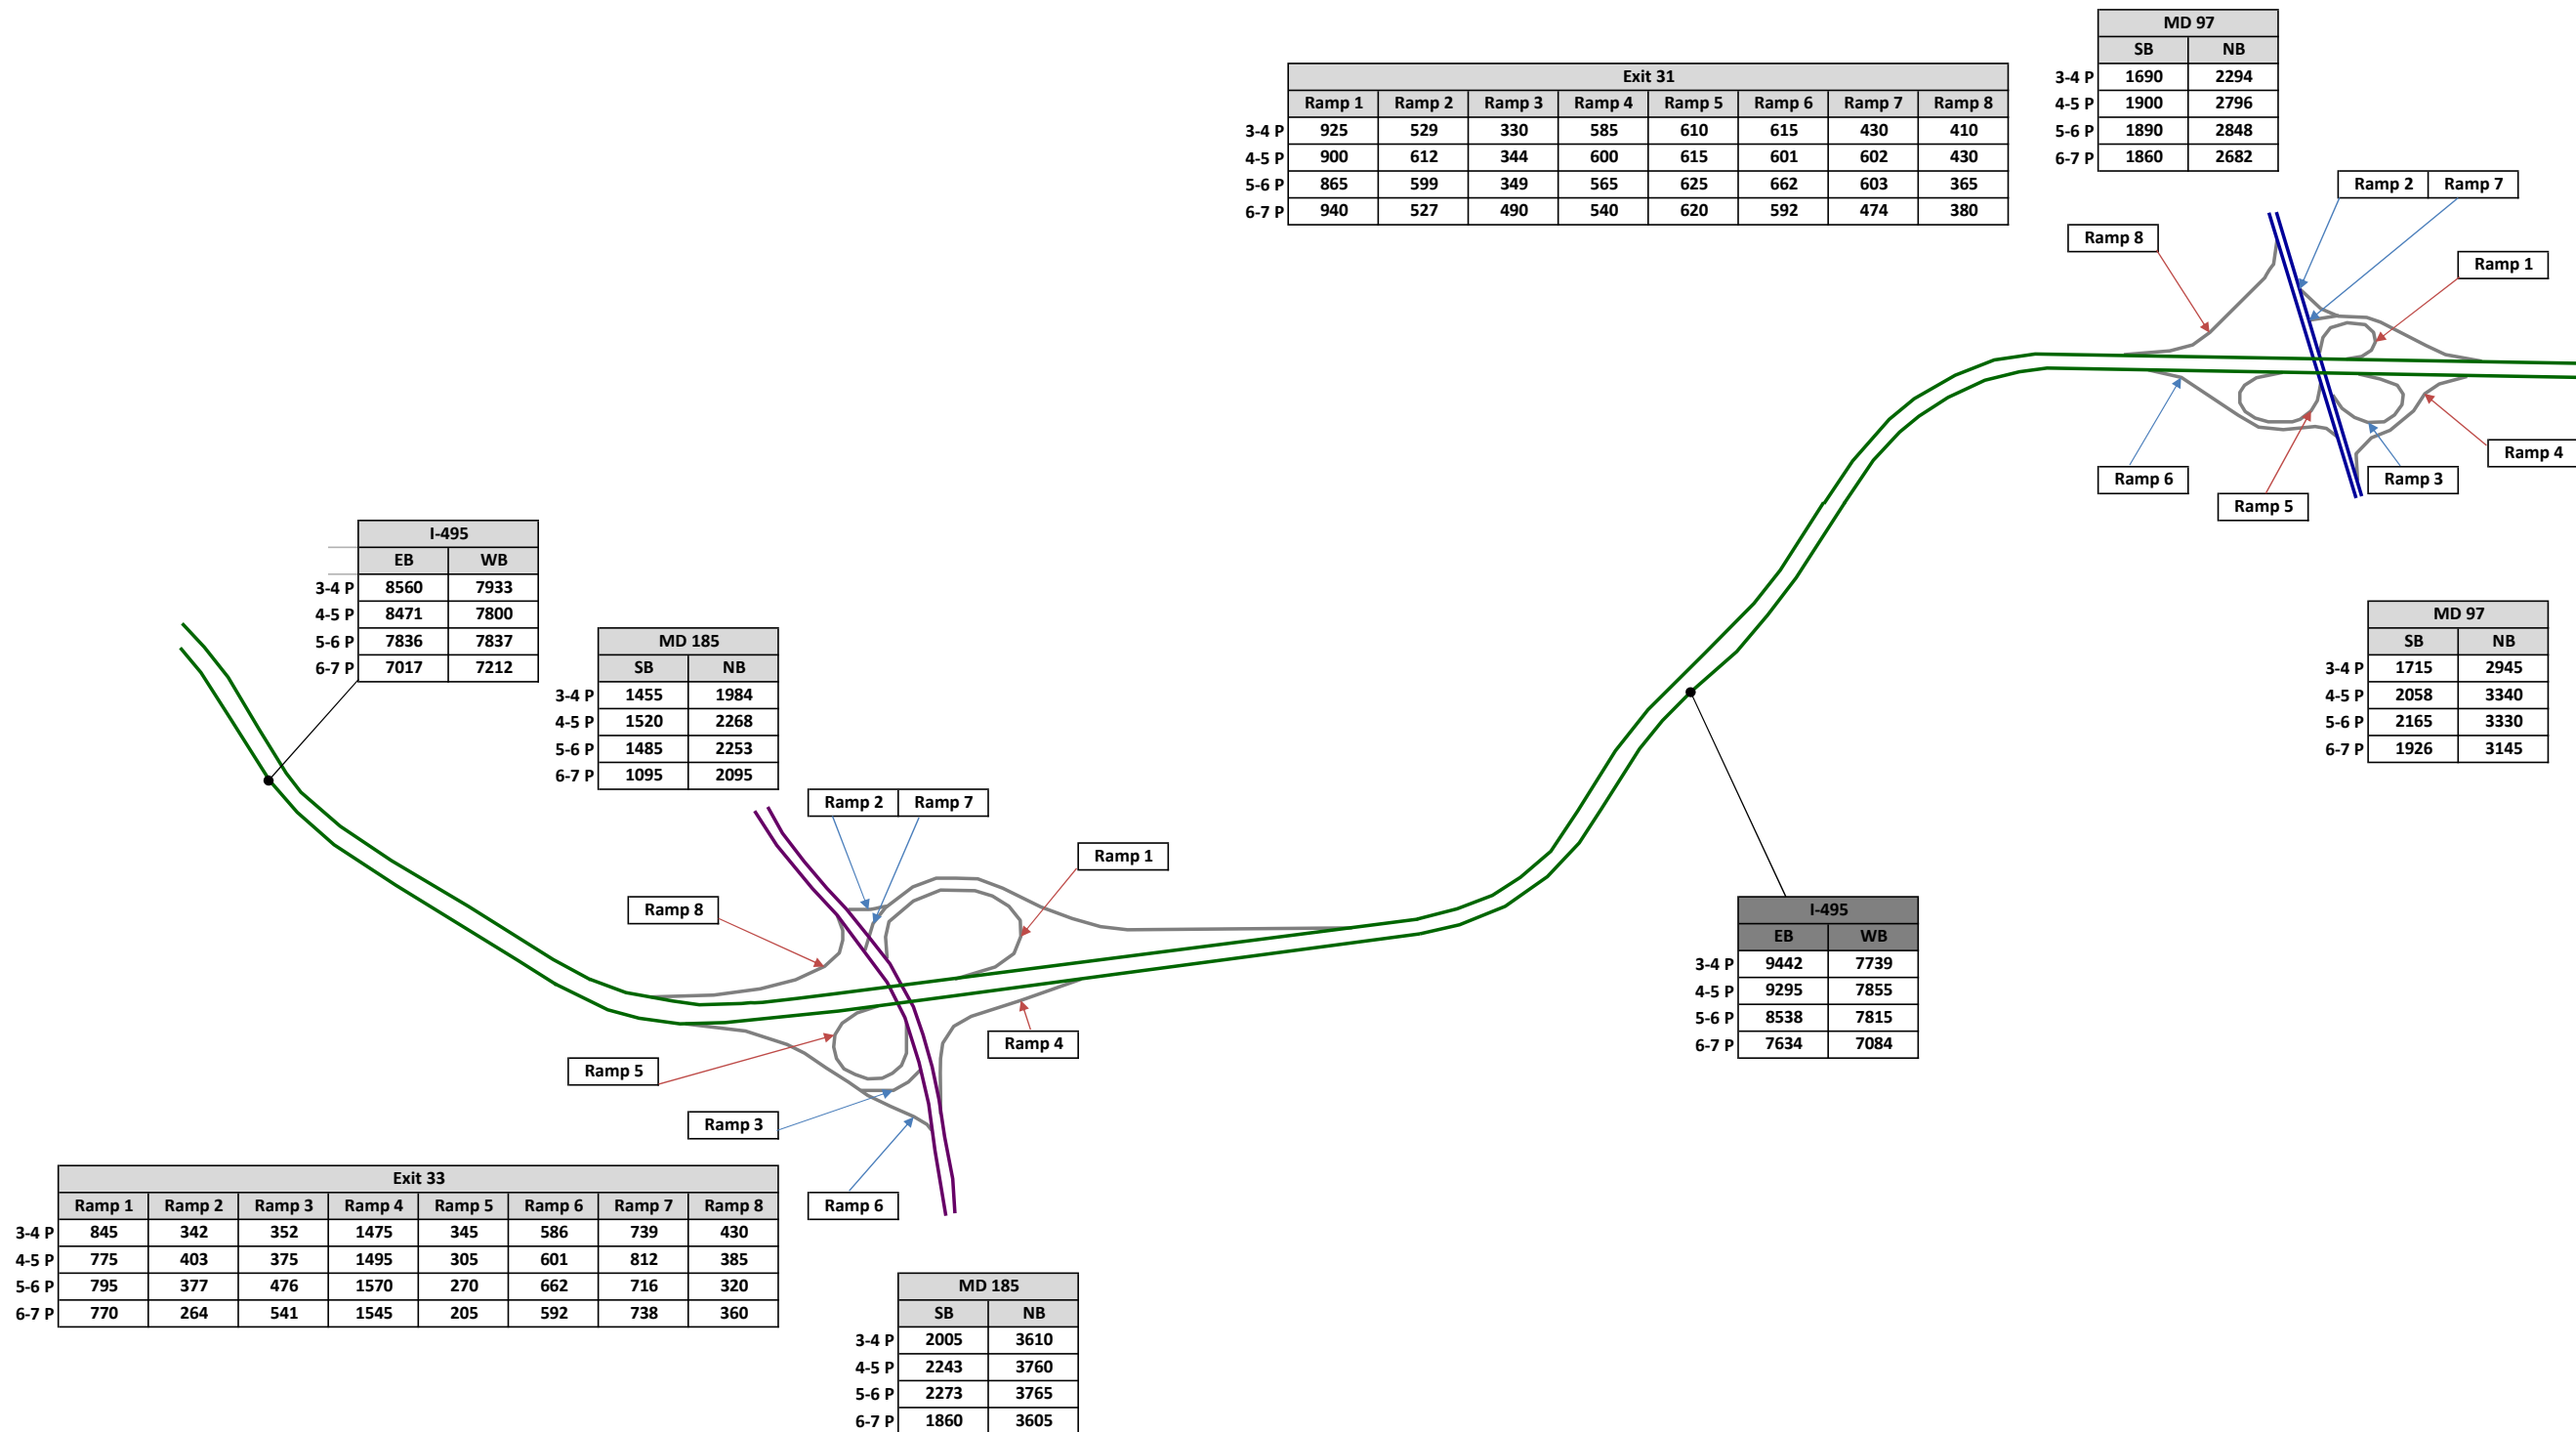 MD 97
SB NB
3-4 P 1690 2294
4-5 P 1900 2796
5-6 P 1890 2848
6-7 P 1860 2682
Exit 31
Ramp 1 Ramp 2 Ramp 3 Ramp 4 Ramp 5 Ramp 6 Ramp 7 Ramp 8
3-4 P 925 529 330 585 610 615 430 410
4-5 P 900 612 344 600 615 601 602 430
5-6 P 865 599 349 565 625 662 603 365
6-7 P 940 527 490 540 620 592 474 380
Ramp 2 Ramp 7
Ramp 8
Ramp 1
Ramp 4
Ramp 6
Ramp 3
Ramp 5
I-495
EB WB
3-4 P 8560 7933
4-5 P 8471 7800
5-6 P 7836 7837
6-7 P 7017 7212
MD 185
SB NB
3-4 P 1455 1984
4-5 P 1520 2268
5-6 P 1485 2253
6-7 P 1095 2095
MD 97
SB NB
3-4 P 1715 2945
4-5 P 2058 3340
5-6 P 2165 3330
6-7 P 1926 3145
Ramp 2 Ramp 7
Ramp 1
Ramp 8
Ramp 4
Ramp 5
Ramp 3
Ramp 6
I-495
EB WB
3-4 P 9442 7739
4-5 P 9295 7855
5-6 P 8538 7815
6-7 P 7634 7084
Exit 33
Ramp 1 Ramp 2 Ramp 3 Ramp 4 Ramp 5 Ramp 6 Ramp 7 Ramp 8
3-4 P 845 342 352 1475 345 586 739 430
4-5 P 775 403 375 1495 305 601 812 385
5-6 P 795 377 476 1570 270 662 716 320
6-7 P 770 264 541 1545 205 592 738 360
MD 185
SB NB
3-4 P 2005 3610
4-5 P 2243 3760
5-6 P 2273 3765
6-7 P 1860 3605